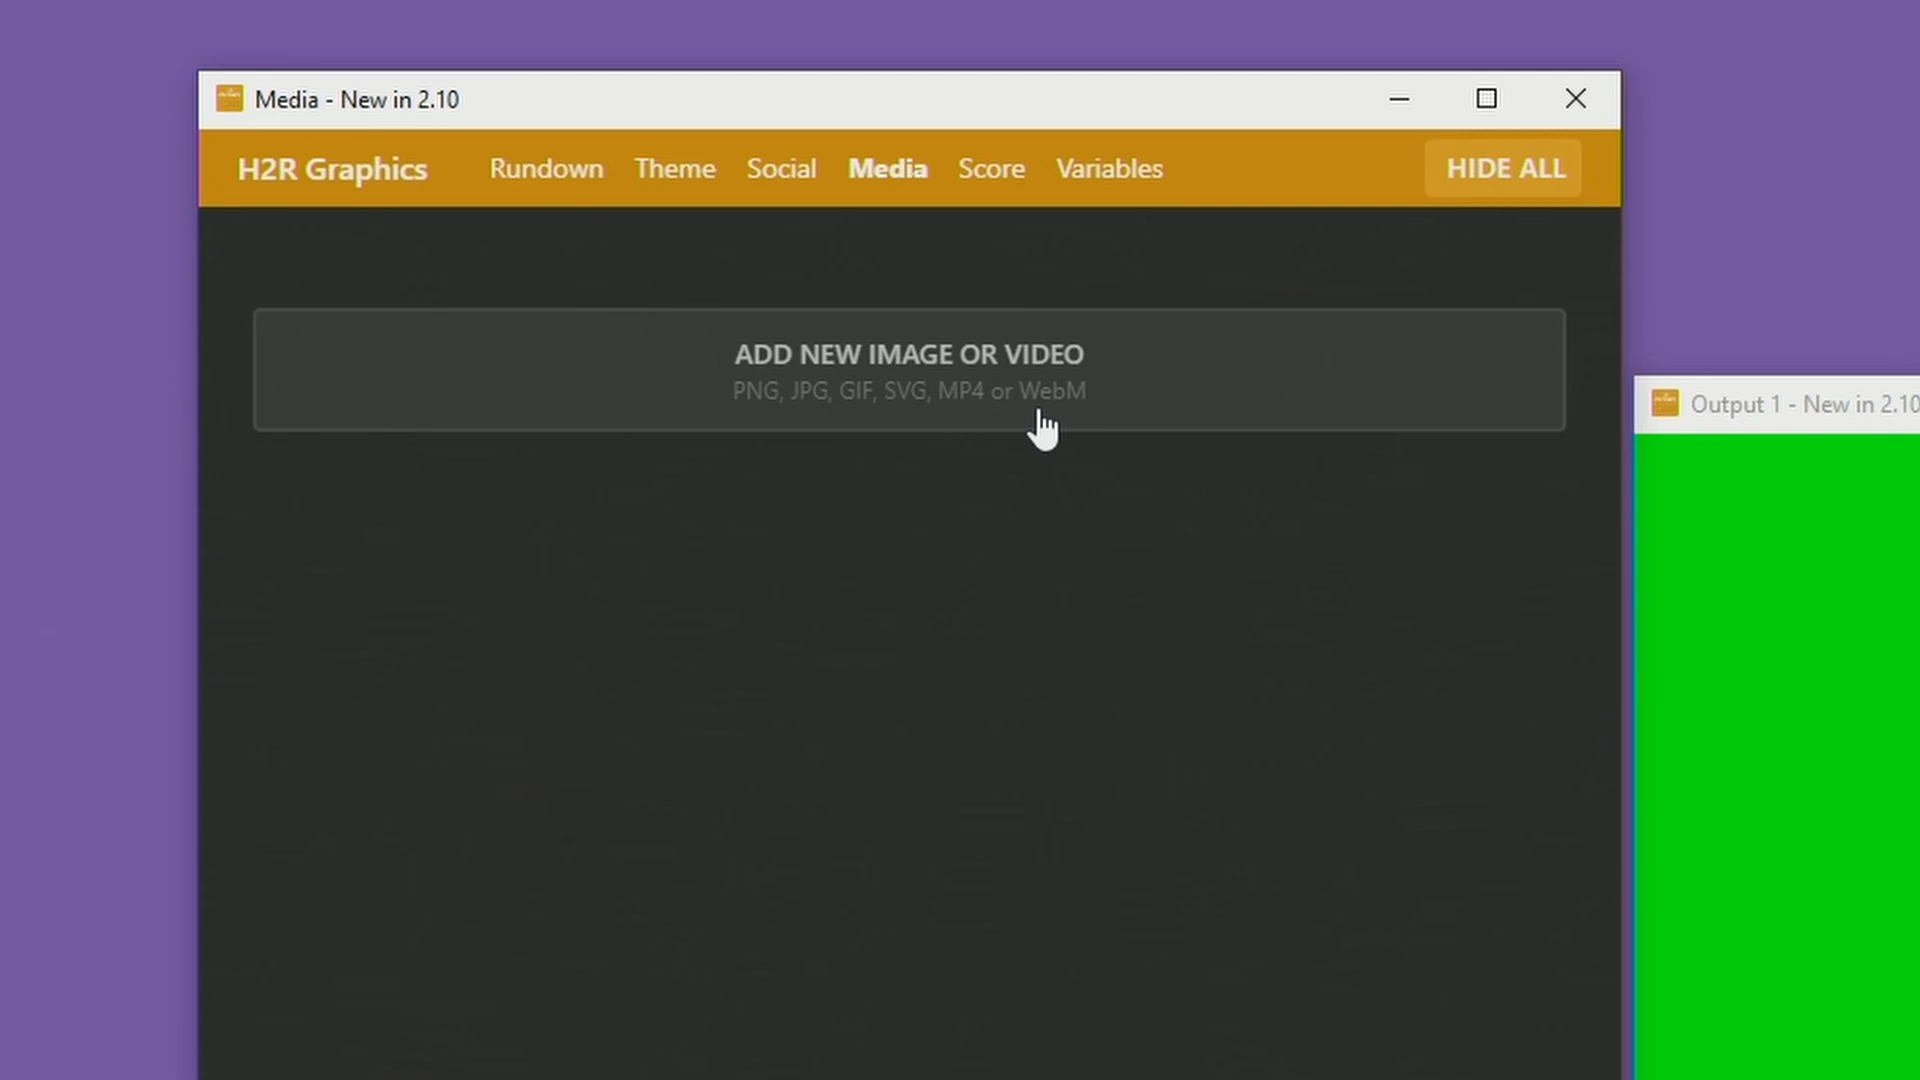 Media - New in 2.10
H2R Graphics Rundown Theme Social Media Score Variables HIDE ALL
ADD NEW IMAGE OR VIDEO
PNG, JPG, GIF, SVG, MP4 or WebM
Output 1 - New in 2.10